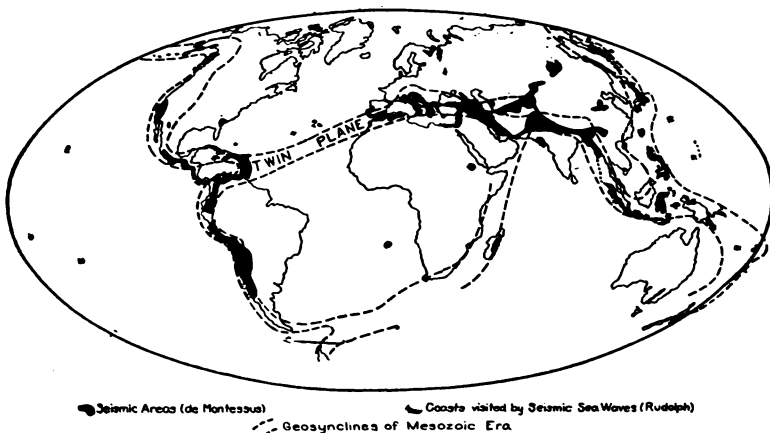 TWIN PLANE
Seismic Areas (de Montessus)
Coasts visited by Seismic Sea Waves (Rudolph)
Geosynclines of Mesozoic Era